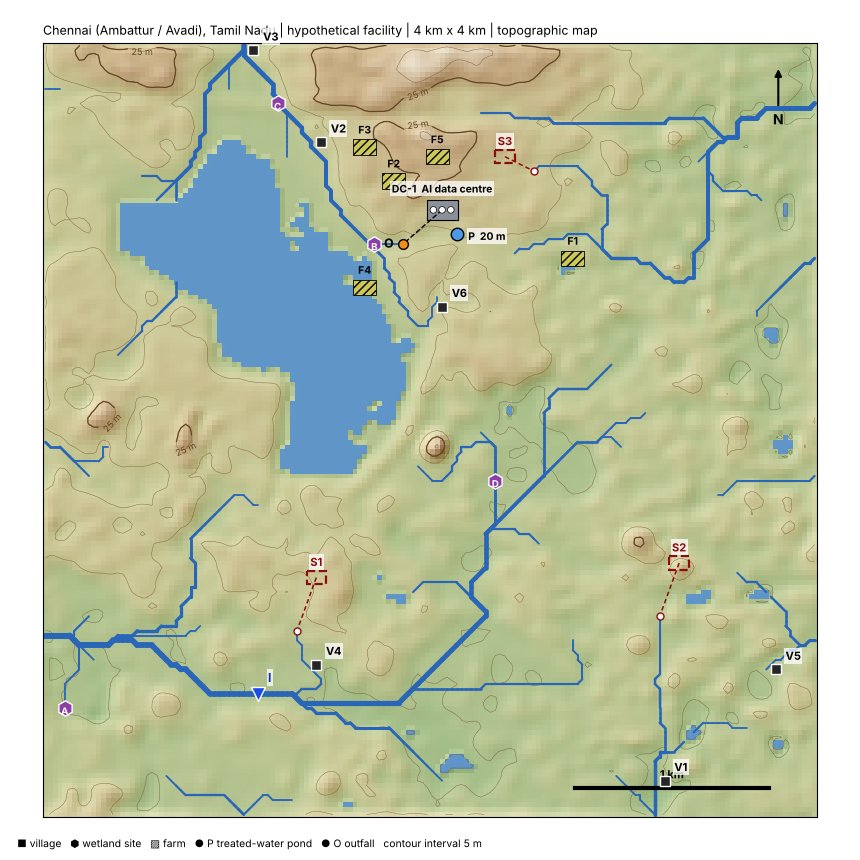 Chennai (Ambattur / Avadi), Tamil Nadu | hypothetical facility | 4 km x 4 km | topographic map
V3
25 m
C
25 m
N
25 m
F3
V2
F5
S3
F2
DC-1 AI data centre
B
O
P 20 m
F1
F4
V6
25 m
25 m
D
S1
S2
V4
I
V5
A
V1
1 km
village
wetland site
farm
P treated-water pond
O outfall
contour interval 5 m